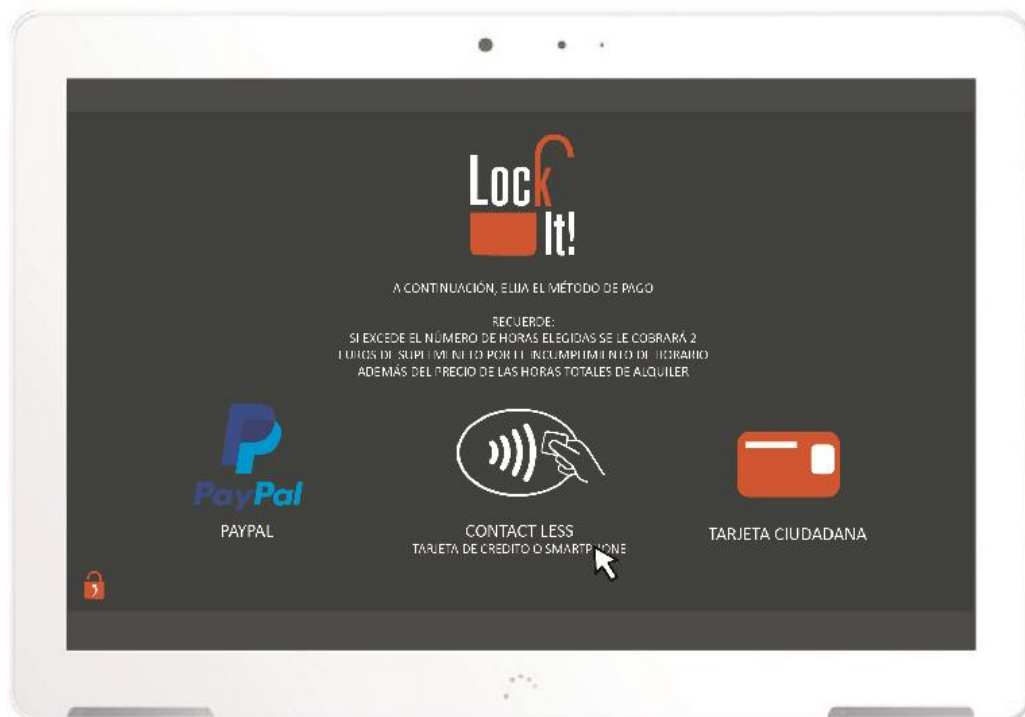 Lock
It!
A CONTINUACIÓN, ELIJA EL MÉTODO DE PAGO
RECUERDE:
SI EXCEDE EL NÚMERO DE HORAS ELEGIDAS SE LE COBRARÁ 2
EUROS DE SUPLEMENETO POR EL INCUMPLIMIENTO DE HORARIO
ADEMÁS DEL PRECIO DE LAS HORAS TOTALES DE ALQUILER
PayPal
PAYPAL
CONTACT LESS
TARJETA DE CREDITO O SMARTPHONE
TARJETA CIUDADANA